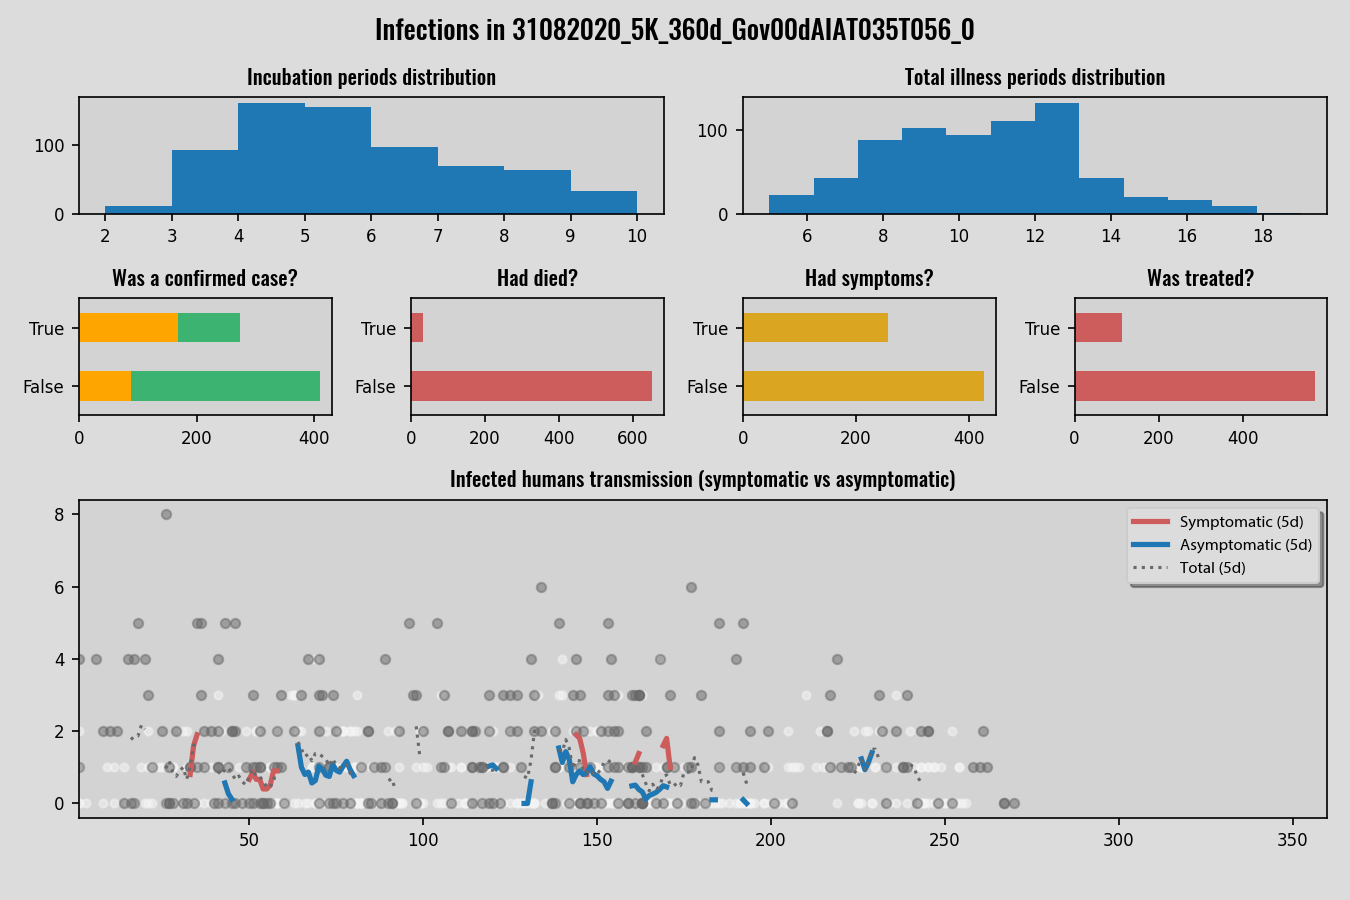 Infections in 31082020_5K_360d_Gov00dAIAT035T056_0
Incubation periods distribution
100
0
2 3 4 5 6 7 8 9 10
Total illness periods distribution
100
0
6 8 10 12 14 16 18
Was a confirmed case?
True
False
0 200 400
Had died?
True
False
0 200 400 600
Had symptoms?
True
False
0 200 400
Was treated?
True
False
0 200 400
Infected humans transmission (symptomatic vs asymptomatic)
8
6
4
2
0
50 100 150 200 250 300 350
Symptomatic (5d)
Asymptomatic (5d)
Total (5d)